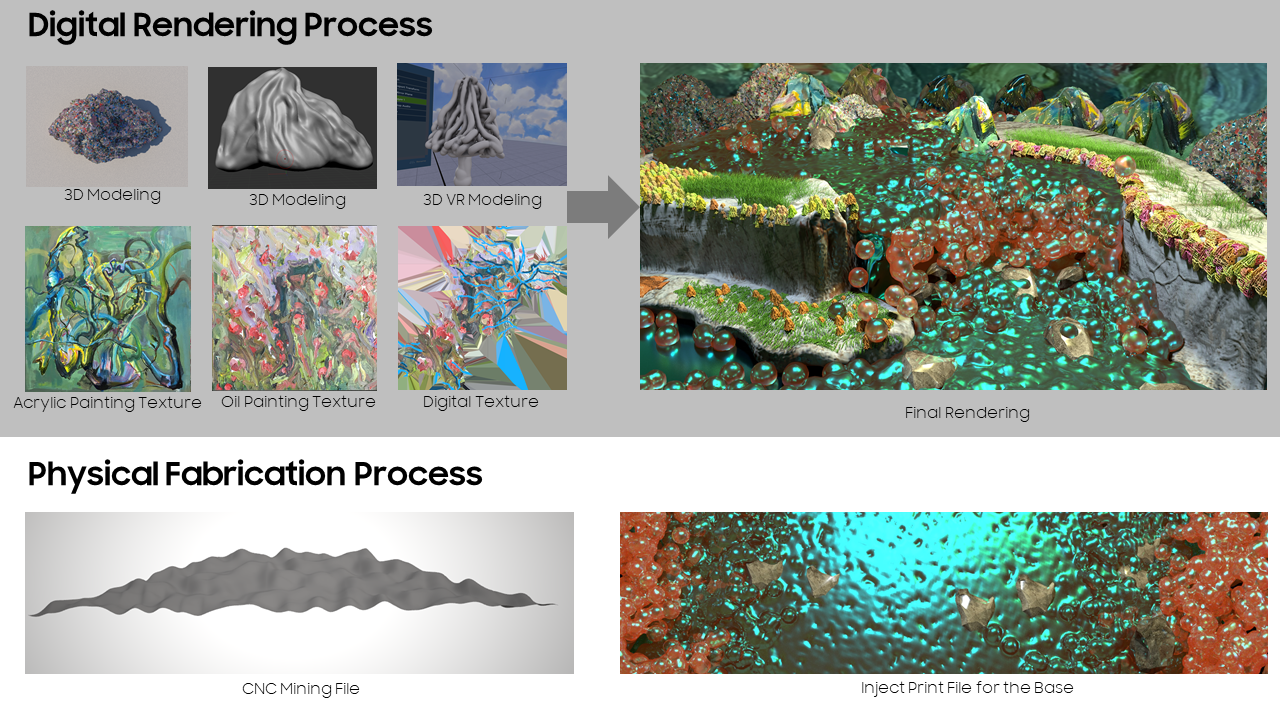 Digital Rendering Process
3D Modeling
3D Modeling
3D VR Modeling
Acrylic Painting Texture
Oil Painting Texture
Digital Texture
Final Rendering
Physical Fabrication Process
CNC Mining File
Inject Print File for the Base